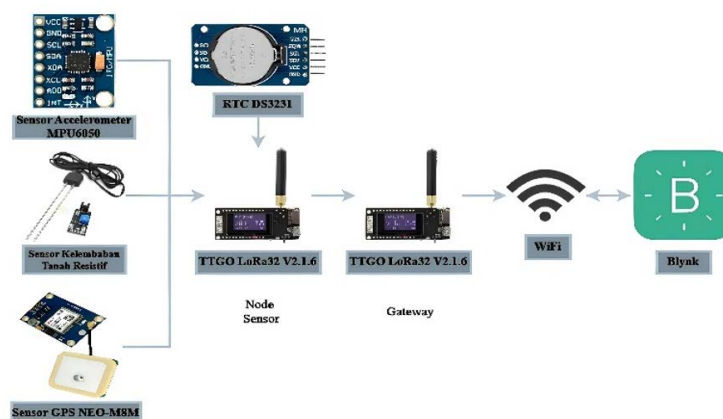 VCC
GND
SCL
SDA
XDA
XCL
ADO
INT
Sensor Accelerometer
MPU6050
RTC DS3231
Sensor Kelembaban
Tanah Resistif
TTGO LoRa32 V2.1.6
TTGO LoRa32 V2.1.6
WiFi
B
Blynk
Node
Sensor
Gateway
Sensor GPS NEO-M8M